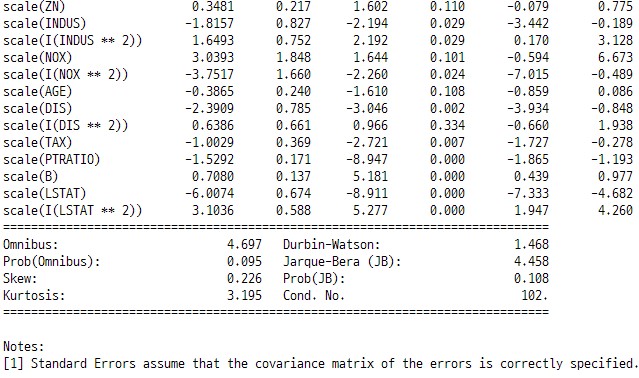 scale(ZN) 0.3481 0.217 1.602 0.110 -0.079 0.775
scale(INDUS) -1.8157 0.827 -2.194 0.029 -3.442 -0.189
scale(I(INDUS ** 2)) 1.6493 0.752 2.192 0.029 0.170 3.128
scale(NOX) 3.0393 1.848 1.644 0.101 -0.594 6.673
scale(I(NOX ** 2)) -3.7517 1.660 -2.260 0.024 -7.015 -0.489
scale(AGE) -0.3865 0.240 -1.610 0.108 -0.859 0.086
scale(DIS) -2.3909 0.785 -3.046 0.002 -3.934 -0.848
scale(I(DIS ** 2)) 0.6386 0.661 0.966 0.334 -0.660 1.938
scale(TAX) -1.0029 0.369 -2.721 0.007 -1.727 -0.278
scale(PTRATIO) -1.5292 0.171 -8.947 0.000 -1.865 -1.193
scale(B) 0.7080 0.137 5.181 0.000 0.439 0.977
scale(LSTAT) -6.0074 0.674 -8.911 0.000 -7.333 -4.682
scale(I(LSTAT ** 2)) 3.1036 0.588 5.277 0.000 1.947 4.260
==============================================================================
Omnibus: 4.697 Durbin-Watson: 1.468
Prob(Omnibus): 0.095 Jarque-Bera (JB): 4.458
Skew: 0.226 Prob(JB): 0.108
Kurtosis: 3.195 Cond. No. 102.
==============================================================================
Notes:
[1] Standard Errors assume that the covariance matrix of the errors is correctly specified.